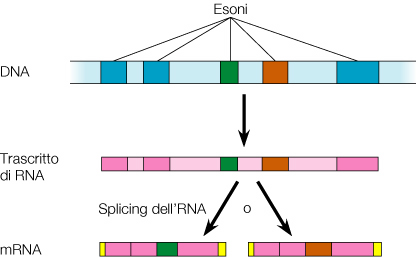 Esoni
DNA
Trascritto
di RNA
Splicing dell'RNA
o
mRNA